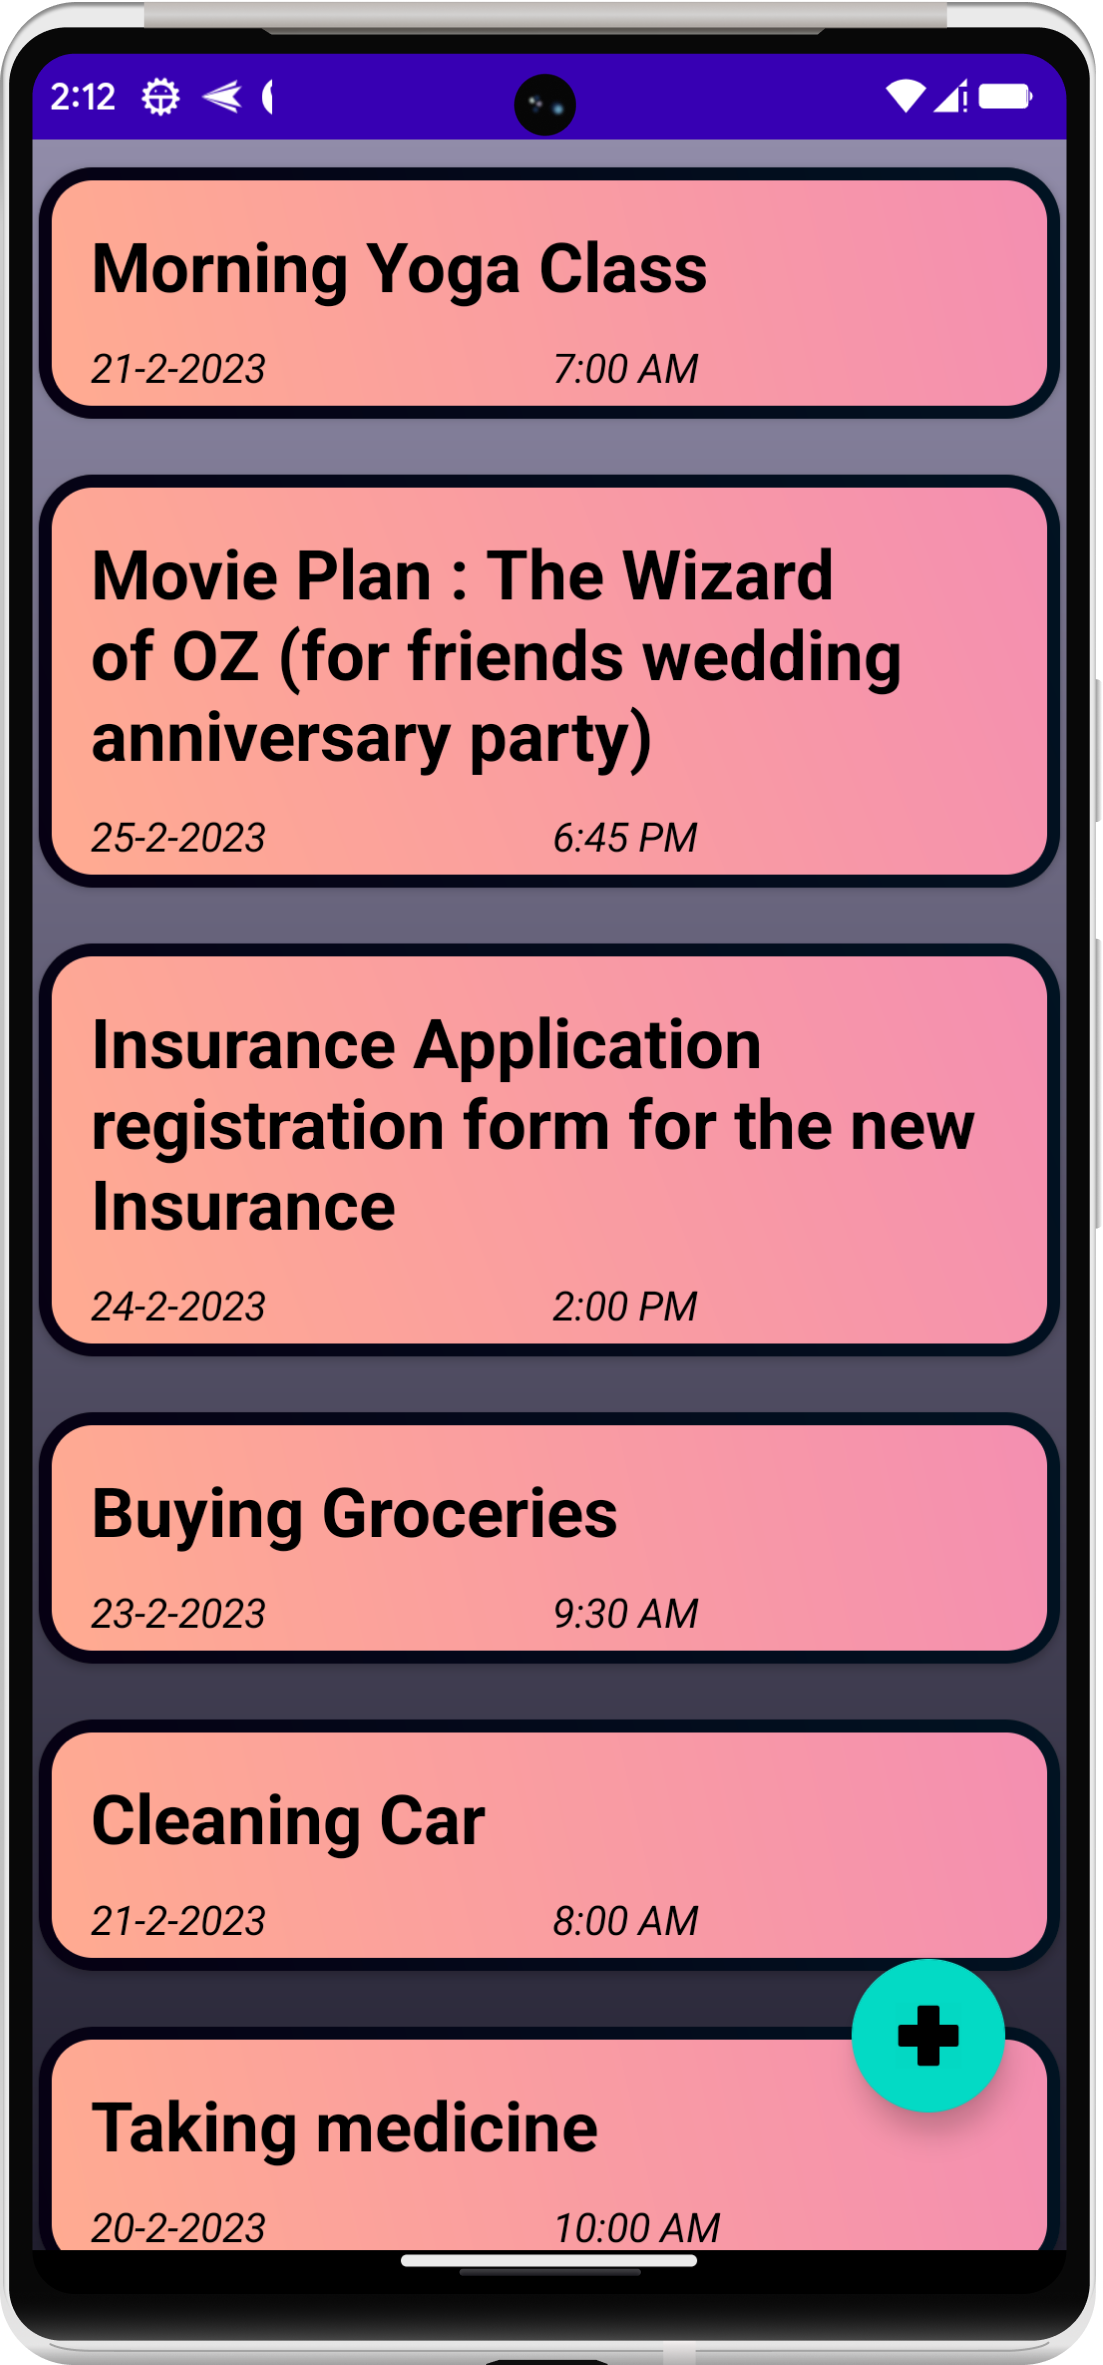 2:12
Morning Yoga Class
21-2-2023 7:00 AM
Movie Plan : The Wizard
of OZ (for friends wedding
anniversary party)
25-2-2023 6:45 PM
Insurance Application
registration form for the new
Insurance
24-2-2023 2:00 PM
Buying Groceries
23-2-2023 9:30 AM
Cleaning Car
21-2-2023 8:00 AM
Taking medicine
20-2-2023 10:00 AM